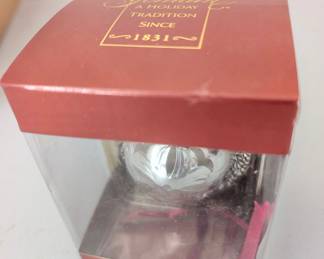 A HOLIDAY
TRADITION
SINCE
1831